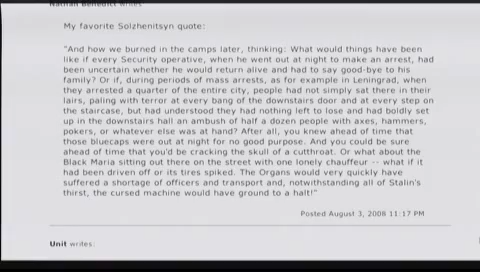 Nathan Benedict writes:
My favorite Solzhenitsyn quote:
"And how we burned in the camps later, thinking: What would things have been
like if every Security operative, when he went out at night to make an arrest, had
been uncertain whether he would return alive and had to say good-bye to his
family? Or if, during periods of mass arrests, as for example in Leningrad, when
they arrested a quarter of the entire city, people had not simply sat there in their
lairs, paling with terror at every bang of the downstairs door and at every step on
the staircase, but had understood they had nothing left to lose and had boldly set
up in the downstairs hall an ambush of half a dozen people with axes, hammers,
pokers, or whatever else was at hand? After all, you knew ahead of time that
those bluecaps were out at night for no good purpose. And you could be sure
ahead of time that you'd be cracking the skull of a cutthroat. Or what about the
Black Maria sitting out there on the street with one lonely chauffeur -- what if it
had been driven off or its tires spiked. The Organs would very quickly have
suffered a shortage of officers and transport and, notwithstanding all of Stalin's
thirst, the cursed machine would have ground to a halt!"
Posted August 3, 2008 11:17 PM
Unit writes: